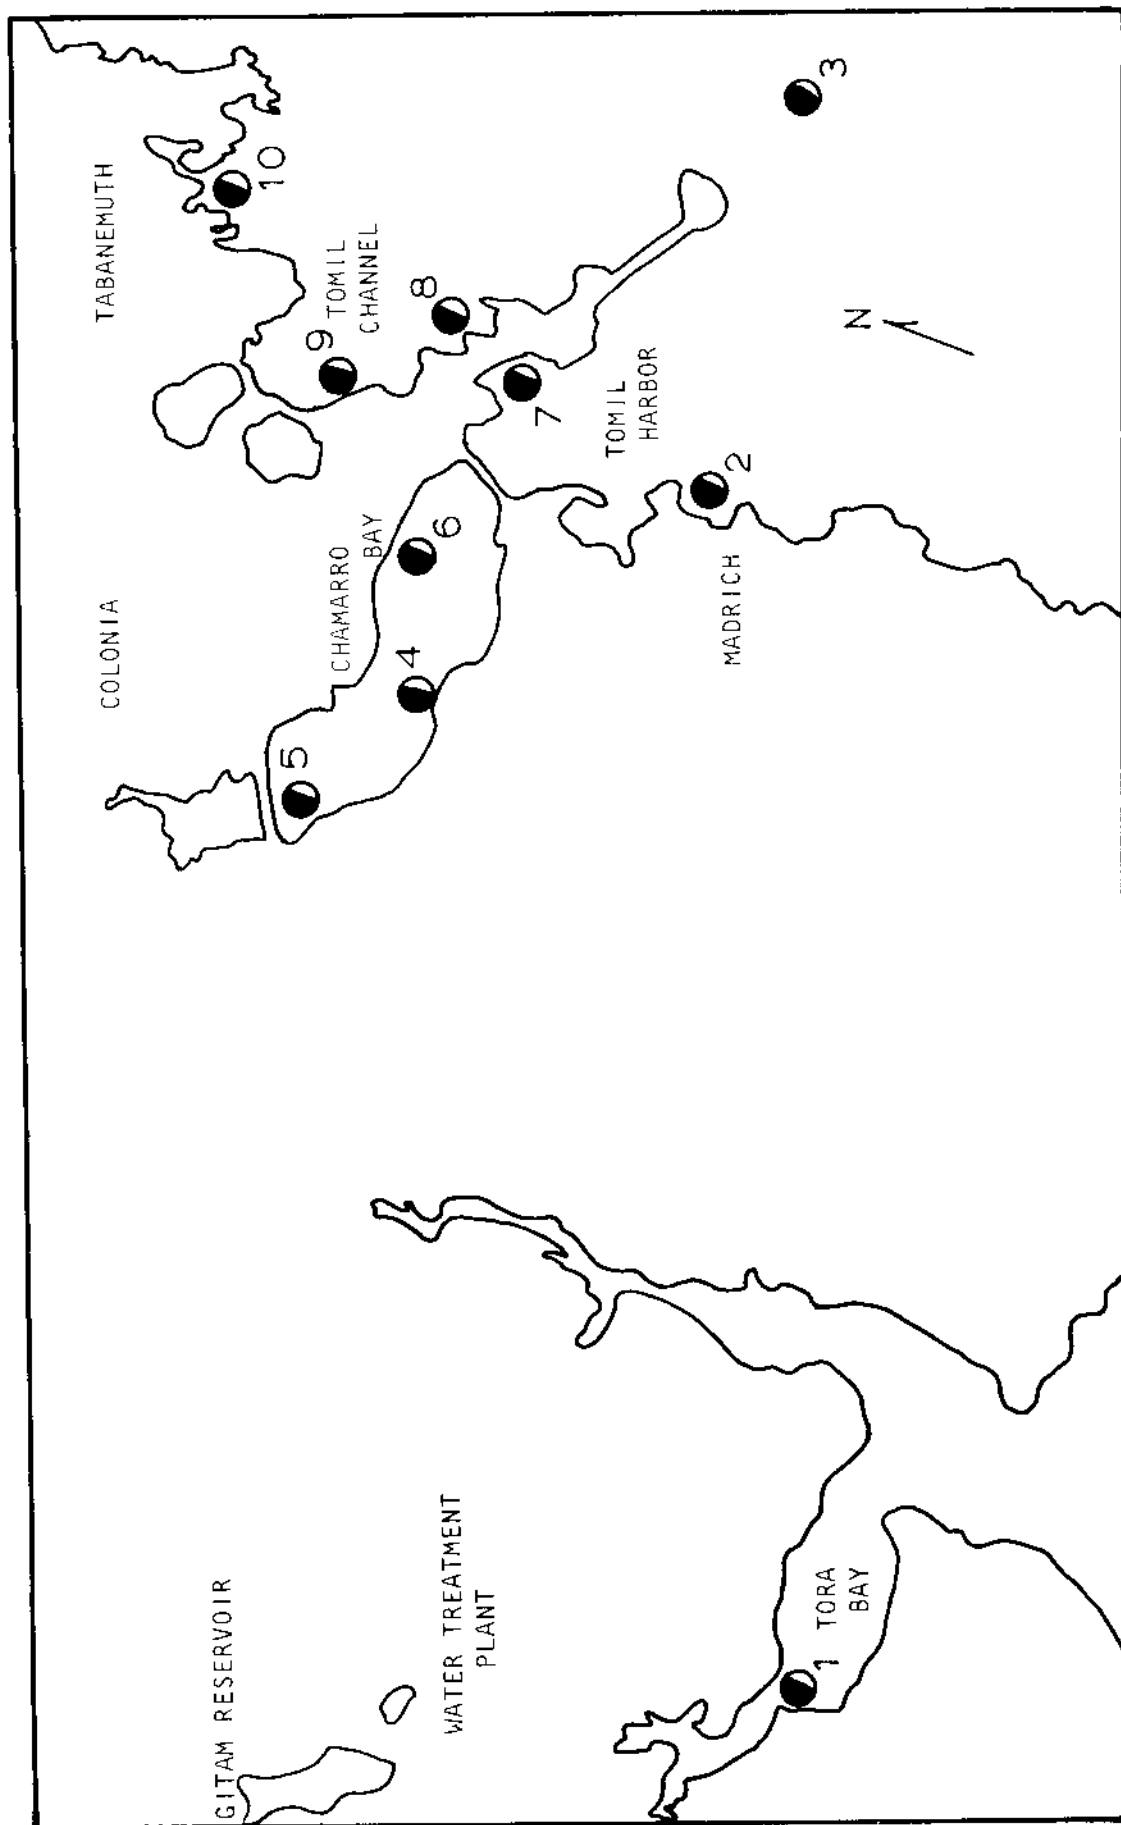 TABANEMUTH
10
3
TOMIL
CHANNEL
8
9
N
7
TOMIL
HARBOR
2
COLONIA
CHAMARRO
BAY
6
4
5
MADRICH
GITAM RESERVOIR
WATER TREATMENT
PLANT
TORA
BAY
1